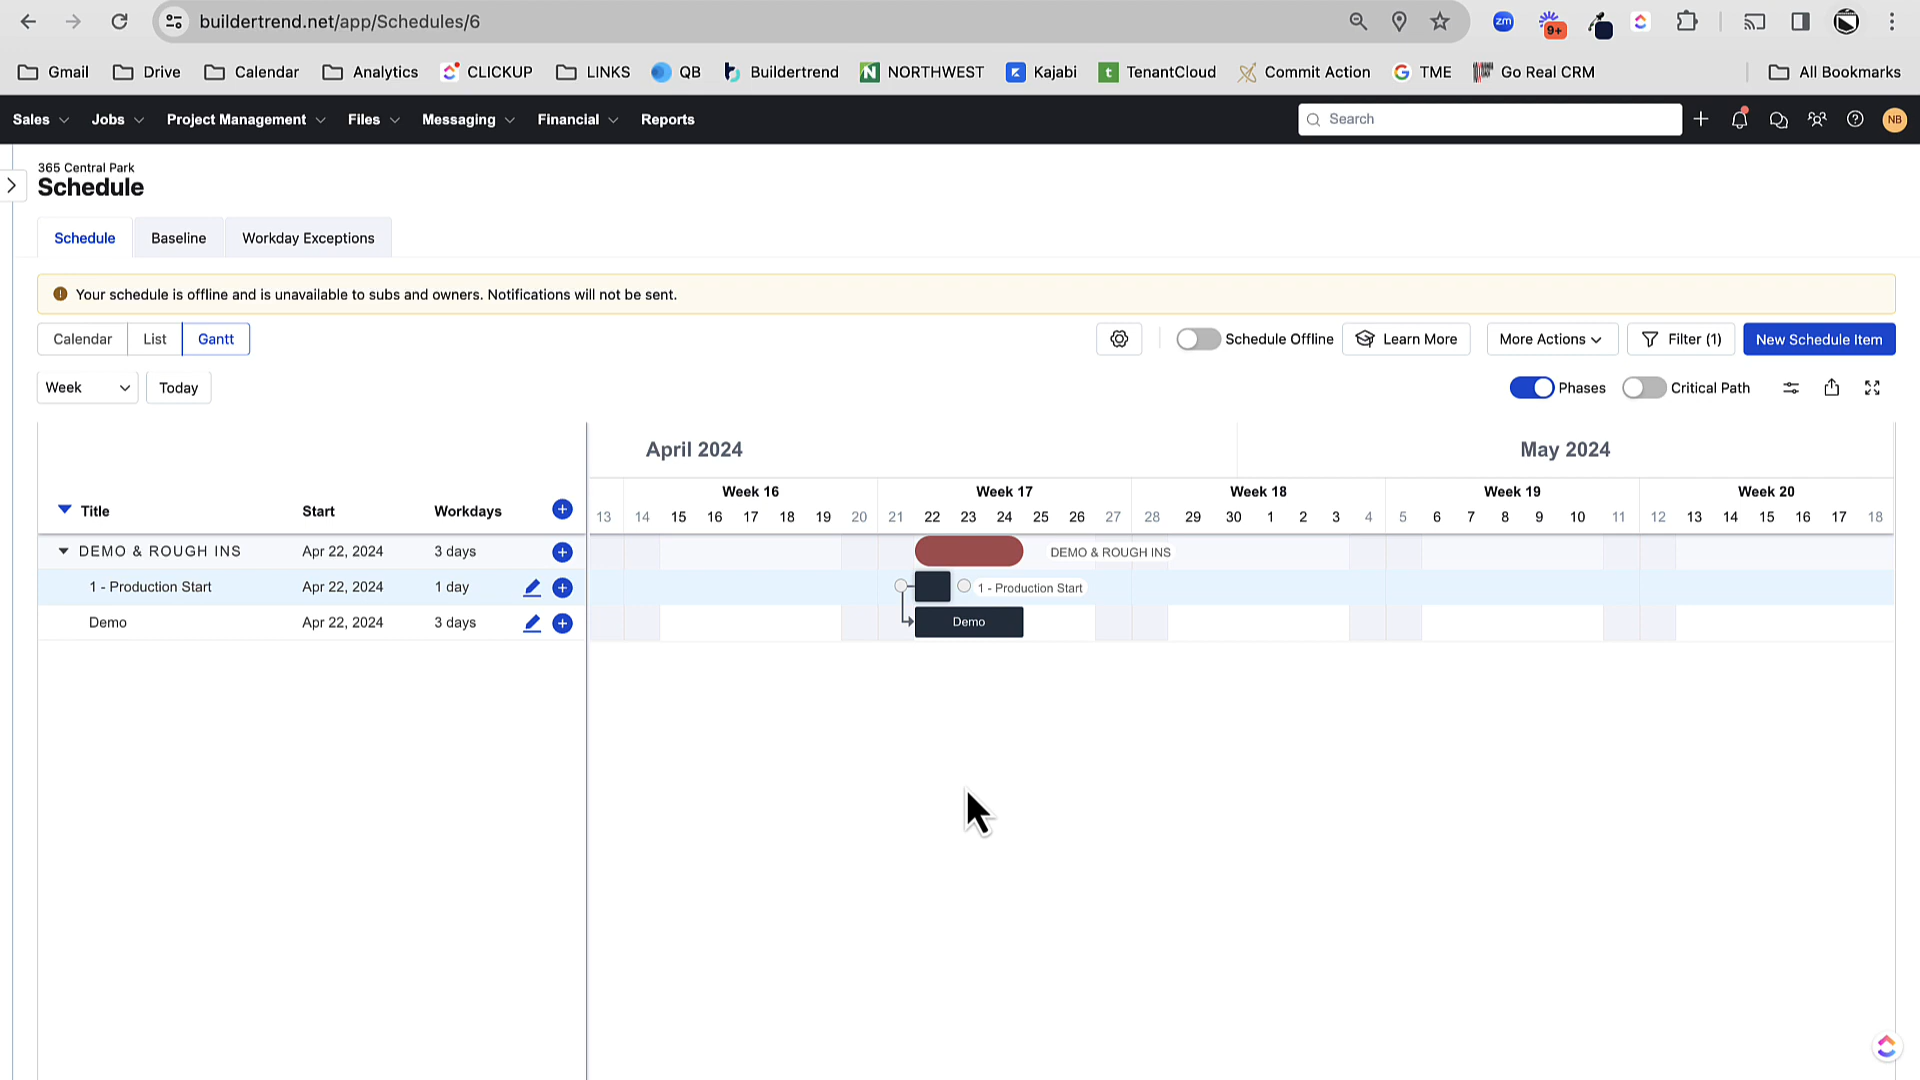 buildertrend.net/app/Schedules/6
zm
9+
Gmail Drive Calendar Analytics CLICKUP LINKS QB Buildertrend NORTHWEST Kajabi TenantCloud Commit Action TME Go Real CRM All Bookmarks
Sales Jobs Project Management Files Messaging Financial Reports Search NB
365 Central Park
Schedule
Schedule Baseline Workday Exceptions
Your schedule is offline and is unavailable to subs and owners. Notifications will not be sent.
Calendar List Gantt Schedule Offline Learn More More Actions Filter (1) New Schedule Item
Week Today Phases Critical Path
April 2024 May 2024
Week 16 Week 17 Week 18 Week 19 Week 20
Title Start Workdays
13 14 15 16 17 18 19 20 21 22 23 24 25 26 27 28 29 30 1 2 3 4 5 6 7 8 9 10 11 12 13 14 15 16 17 18
DEMO & ROUGH INS Apr 22, 2024 3 days DEMO & ROUGH INS
1 - Production Start Apr 22, 2024 1 day 1 - Production Start
Demo Apr 22, 2024 3 days Demo